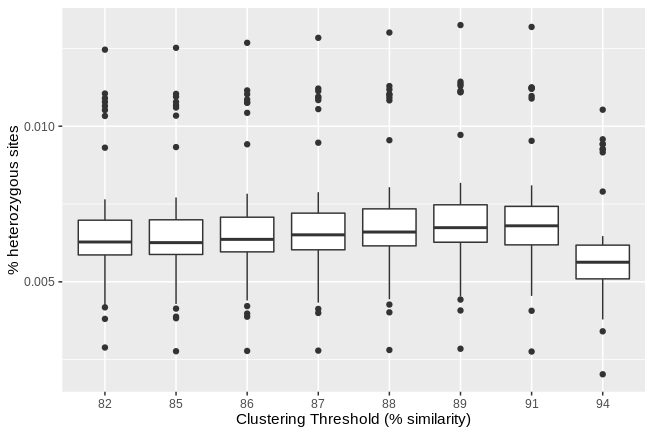 % heterozygous sites
0.010
0.005
82 85 86 87 88 89 91 94
Clustering Threshold (% similarity)